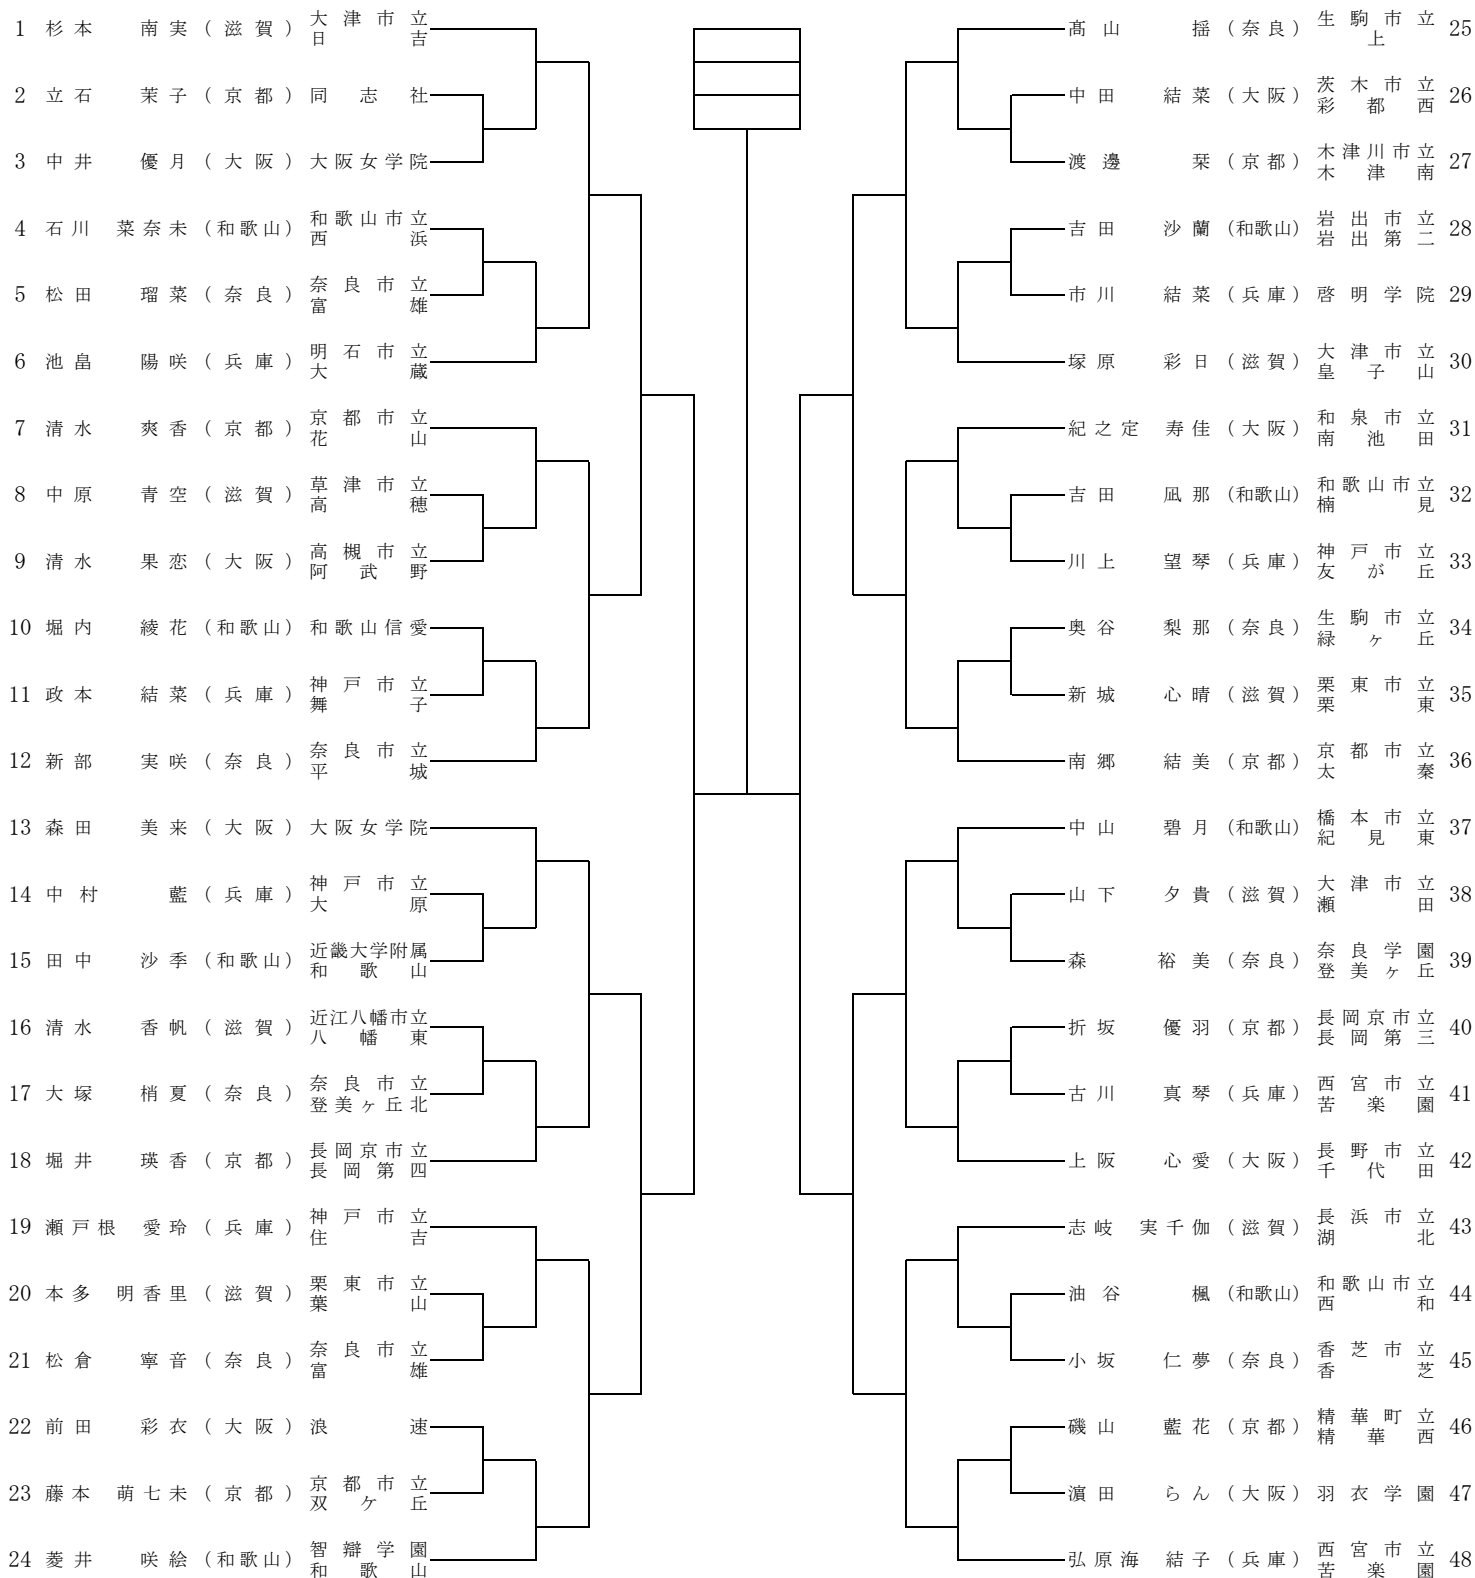 1 杉本 南実 (滋賀) 大津市立日吉
2 立石 茉子 (京都) 同志社
3 中井 優月 (大阪) 大阪女学院
4 石川 菜奈未 (和歌山) 和歌山市立西浜
5 松田 瑠菜 (奈良) 奈良市立富雄
6 池畠 陽咲 (兵庫) 明石市立大蔵
7 清水 爽香 (京都) 京都市立花山
8 中原 青空 (滋賀) 草津市立高穂
9 清水 果恋 (大阪) 高槻市立阿武野
10 堀内 綾花 (和歌山) 和歌山信愛
11 政本 結菜 (兵庫) 神戸市立舞子
12 新部 実咲 (奈良) 奈良市立平城
13 森田 美来 (大阪) 大阪女学院
14 中村 藍 (兵庫) 神戸市立大原
15 田中 沙季 (和歌山) 近畿大学附属和歌山
16 清水 香帆 (滋賀) 近江八幡市立八幡東
17 大塚 梢夏 (奈良) 奈良市立登美ヶ丘北
18 堀井 瑛香 (京都) 長岡京市立長岡第四
19 瀬戸根 愛玲 (兵庫) 神戸市立住吉
20 本多 明香里 (滋賀) 栗東市立葉山
21 松倉 寧音 (奈良) 奈良市立富雄
22 前田 彩衣 (大阪) 浪速
23 藤本 萌七未 (京都) 京都市立双ケ丘
24 菱井 咲絵 (和歌山) 智辯学園和歌山
髙山 揺 (奈良) 生駒市立上 25
中田 結菜 (大阪) 茨木市立彩都西 26
渡邊 栞 (京都) 木津川市立木津南 27
吉田 沙蘭 (和歌山) 岩出市立岩出第二 28
市川 結菜 (兵庫) 啓明学院 29
塚原 彩日 (滋賀) 大津市立皇子山 30
紀之定 寿佳 (大阪) 和泉市立南池田 31
吉田 凪那 (和歌山) 和歌山市立楠見 32
川上 望琴 (兵庫) 神戸市立友が丘 33
奥谷 梨那 (奈良) 生駒市立緑ヶ丘 34
新城 心晴 (滋賀) 栗東市立栗東 35
南郷 結美 (京都) 京都市立太秦 36
中山 碧月 (和歌山) 橋本市立紀見東 37
山下 夕貴 (滋賀) 大津市立瀬田 38
森 裕美 (奈良) 奈良学園登美ヶ丘 39
折坂 優羽 (京都) 長岡京市立長岡第三 40
古川 真琴 (兵庫) 西宮市立苦楽園 41
上阪 心愛 (大阪) 長野市立千代田 42
志岐 実千伽 (滋賀) 長浜市立湖北 43
油谷 楓 (和歌山) 和歌山市立西和 44
小坂 仁夢 (奈良) 香芝市立香芝 45
磯山 藍花 (京都) 精華町立精華西 46
濵田 らん (大阪) 羽衣学園 47
弘原海 結子 (兵庫) 西宮市立苦楽園 48